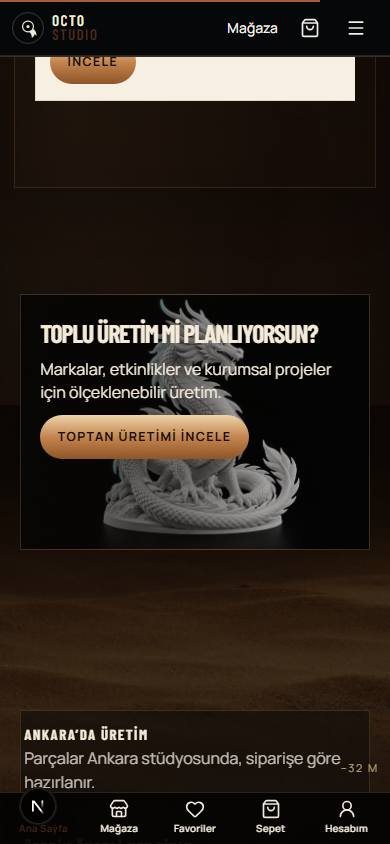 OCTO
STUDIO
Mağaza
İNCELE
TOPLU ÜRETİM Mİ PLANLIYORSUN?
Markalar, etkinlikler ve kurumsal projeler
için ölçeklenebilir üretim.
TOPTAN ÜRETİMİ İNCELE
ANKARA'DA ÜRETİM
Parçalar Ankara stüdyosunda, siparişe göre
hazırlanır.
−32 M
N
Ana Sayfa
Mağaza
Favoriler
Sepet
Hesabım